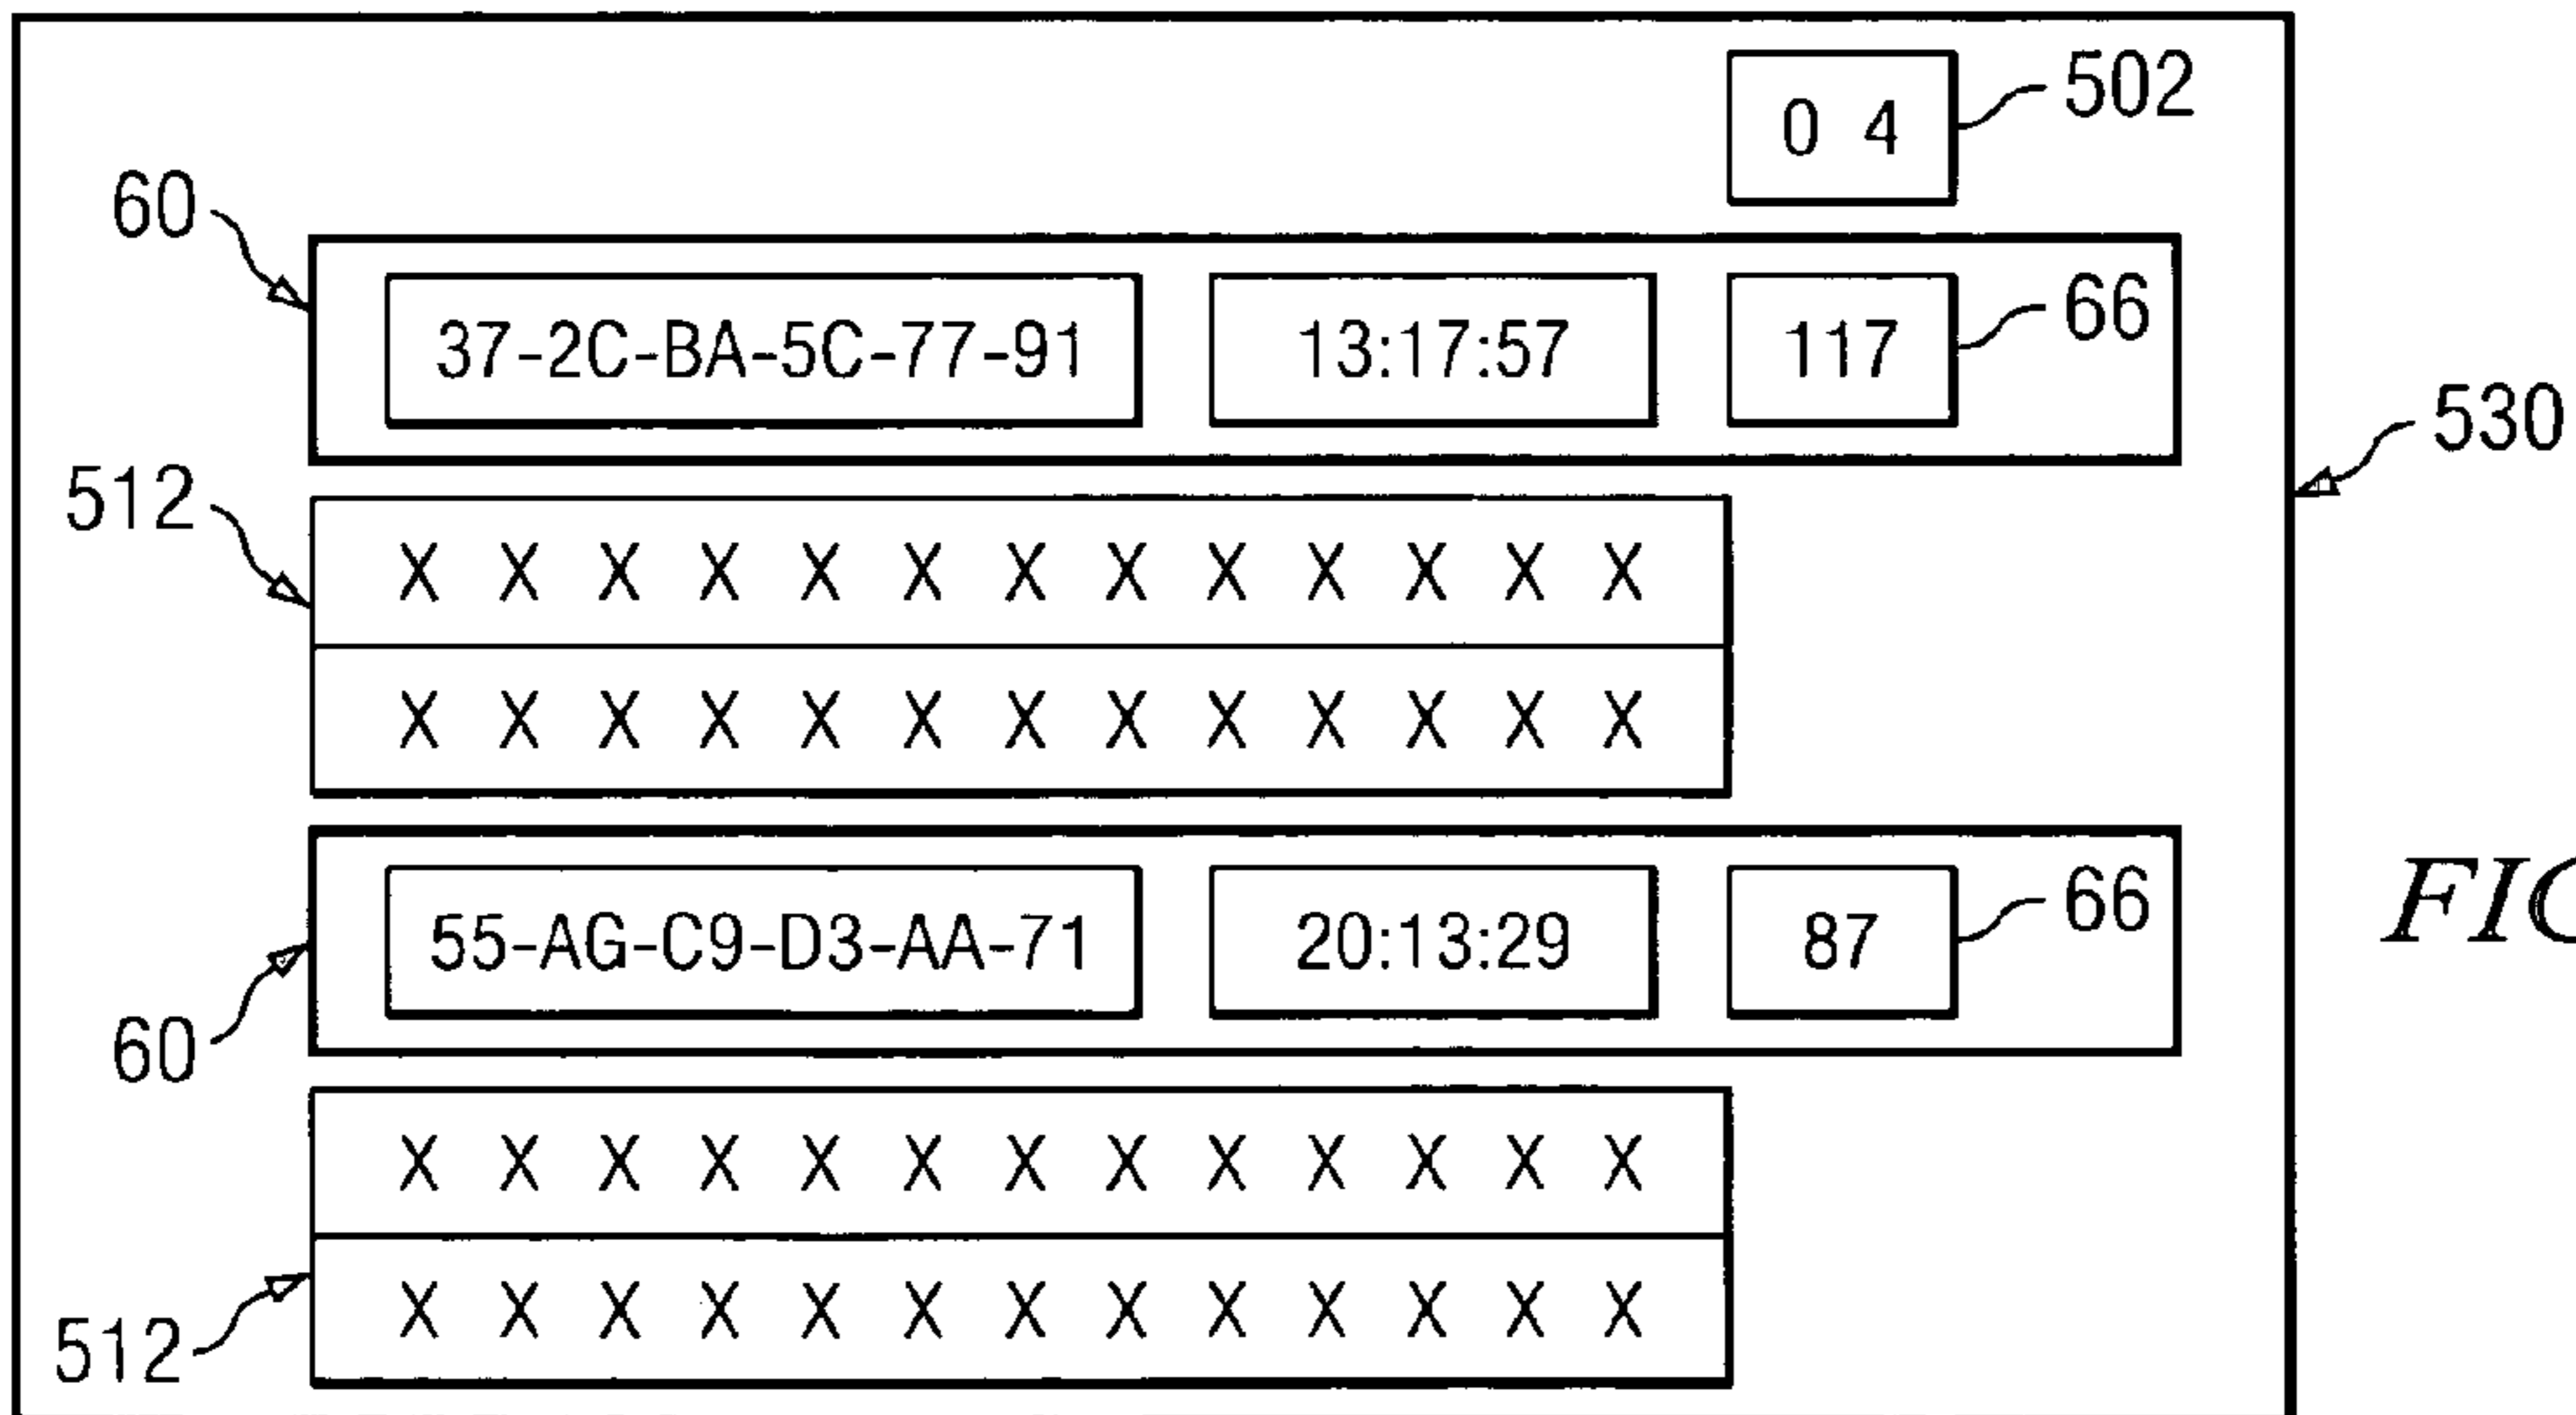 0 4 502
60
37-2C-BA-5C-77-91 13:17:57 117 66
530
512
X X X X X X X X X X X X X
X X X X X X X X X X X X X
55-AG-C9-D3-AA-71 20:13:29 87 66
FIG
60
X X X X X X X X X X X X X
X X X X X X X X X X X X X
512